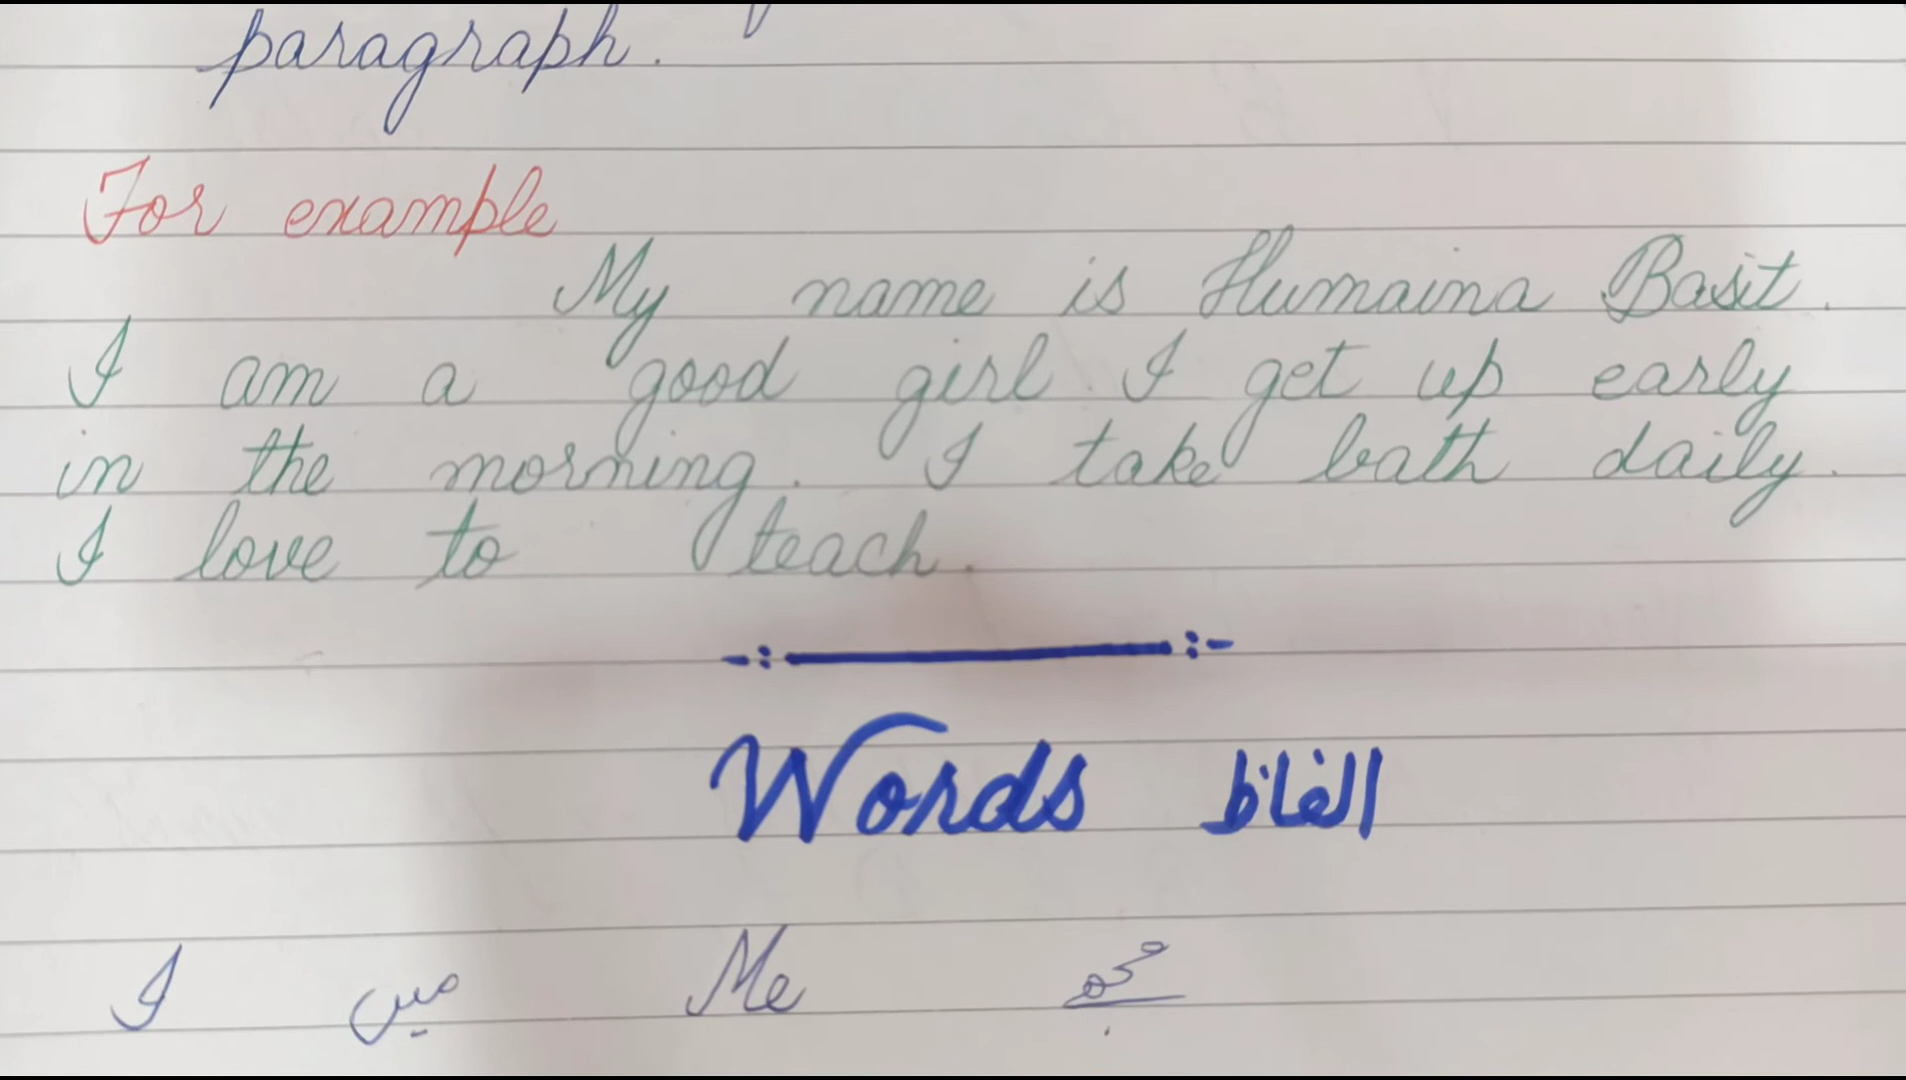 paragraph.
For example
My name is Humaina Basit.
I am a good girl. I get up early
in the morning. I take bath daily.
I love to teach.
Words الفاظ
I میں Me مجھے